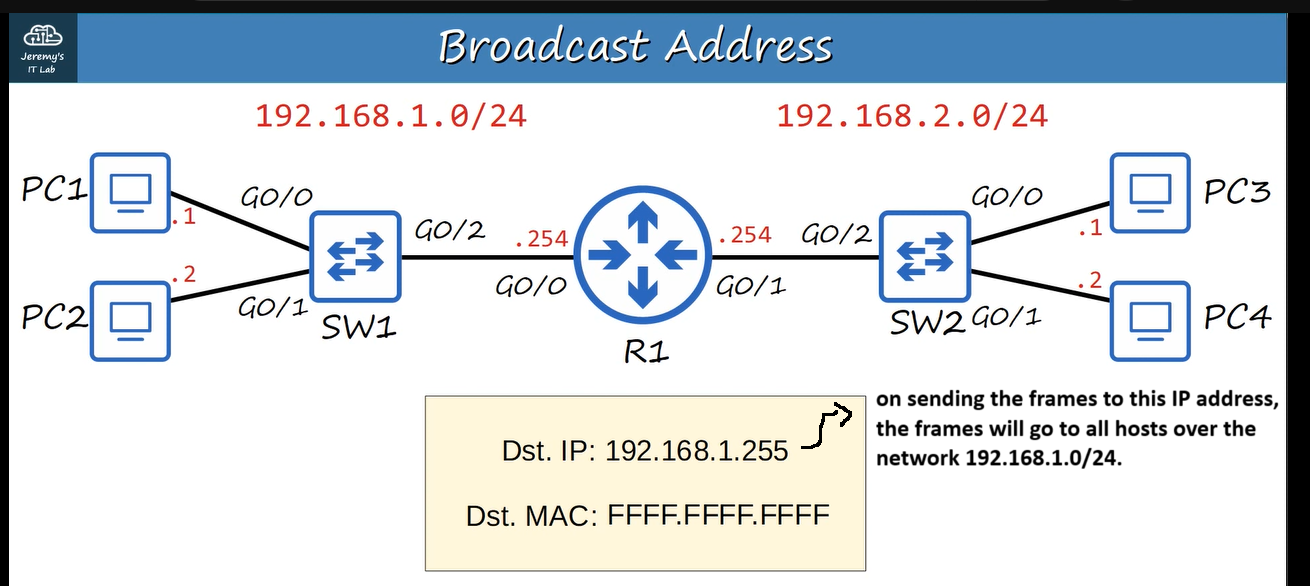 Jeremy's
IT Lab
Broadcast Address
192.168.1.0/24
192.168.2.0/24
PC1
.1
G0/0
G0/2
.254
G0/0
.254
G0/1
G0/2
G0/0
.1
PC3
PC2
.2
G0/1
SW1
R1
SW2
G0/1
.2
PC4
Dst. IP: 192.168.1.255
Dst. MAC: FFFF.FFFF.FFFF
on sending the frames to this IP address,
the frames will go to all hosts over the
network 192.168.1.0/24.